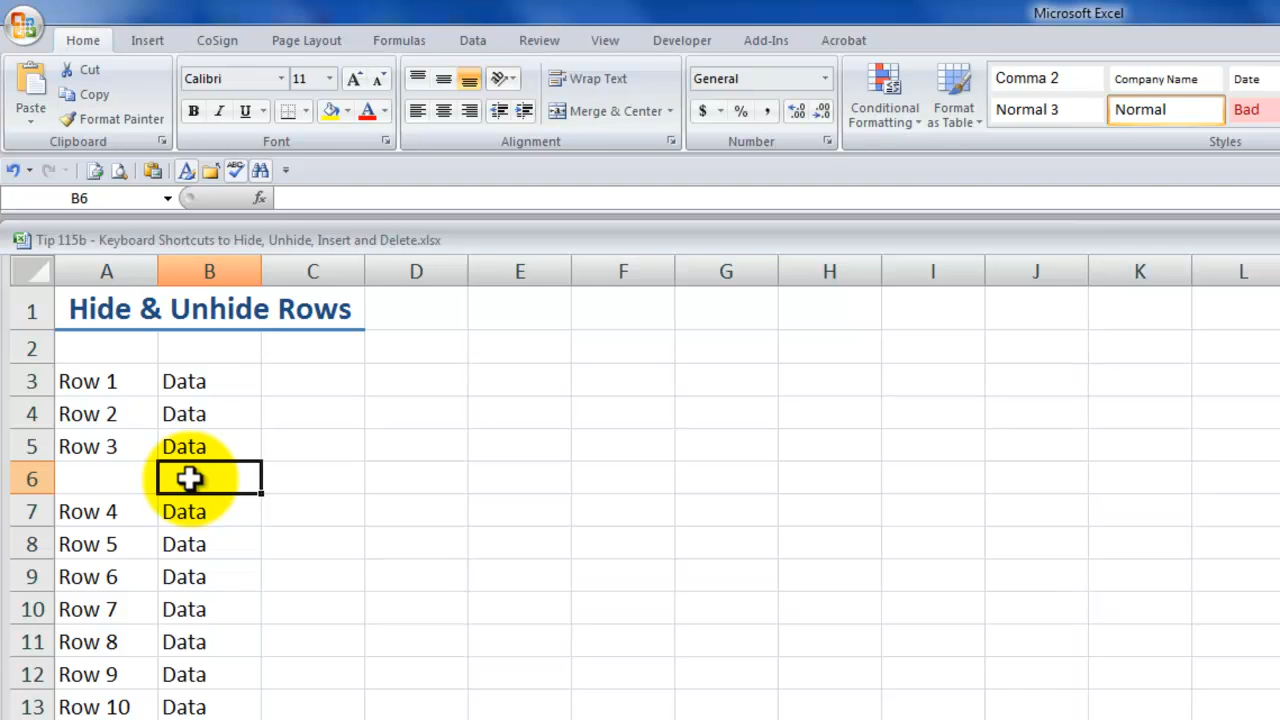 Microsoft Excel
Home Insert CoSign Page Layout Formulas Data Review View Developer Add-Ins Acrobat
Paste
Cut
Copy
Format Painter
Clipboard
Calibri 11 A A
B I U A
Font
Wrap Text
Merge & Center
Alignment
General
$ % , .0 .00 .00 .0
Number
Conditional Formatting
Format as Table
Comma 2 Company Name Date
Normal 3 Normal Bad
Styles
ABC
B6 fx
Tip 115b - Keyboard Shortcuts to Hide, Unhide, Insert and Delete.xlsx
A B C D E F G H I J K L
1 Hide & Unhide Rows
2
3 Row 1 Data
4 Row 2 Data
5 Row 3 Data
6
7 Row 4 Data
8 Row 5 Data
9 Row 6 Data
10 Row 7 Data
11 Row 8 Data
12 Row 9 Data
13 Row 10 Data